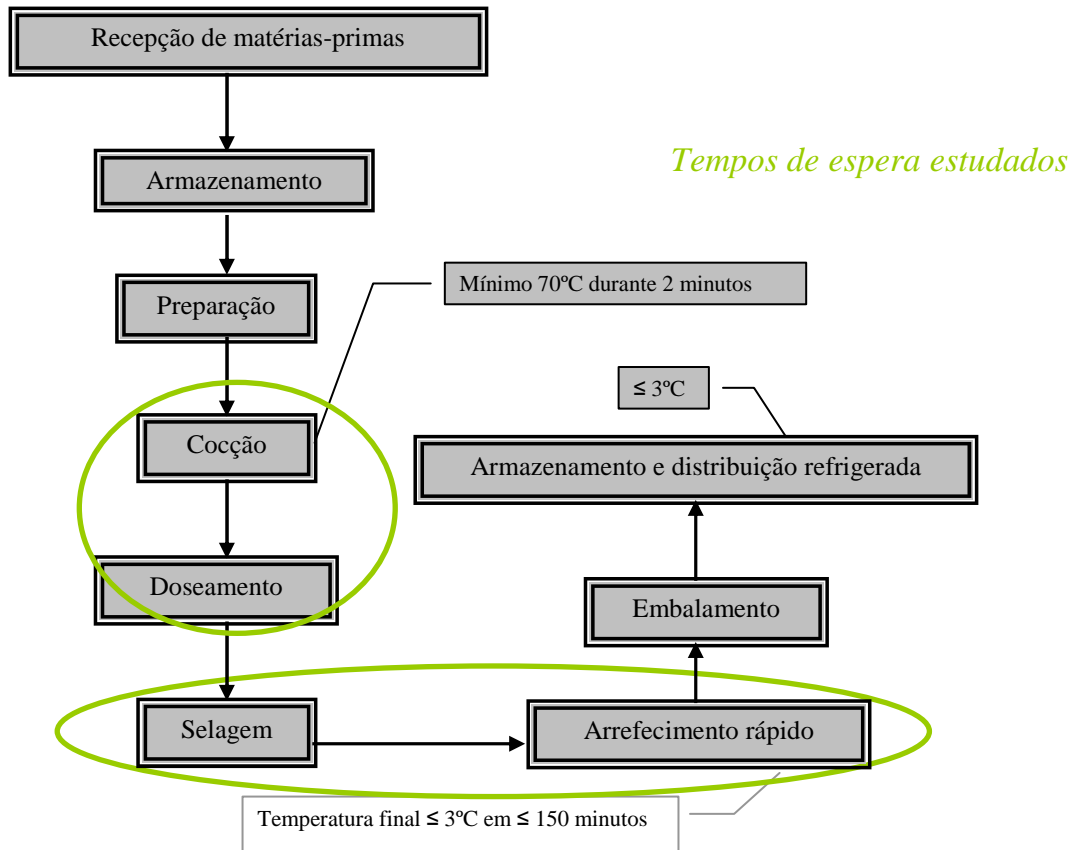 Recepção de matérias-primas
Tempos de espera estudados
Armazenamento
Mínimo 70ºC durante 2 minutos
Preparação
≤ 3ºC
Cocção
Armazenamento e distribuição refrigerada
Doseamento
Embalamento
Selagem
Arrefecimento rápido
Temperatura final ≤ 3ºC em ≤ 150 minutos